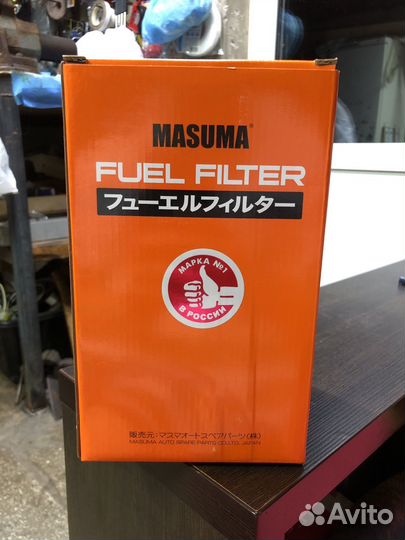 MASUMA®
FUEL FILTER
フューエルフィルター
МАРКА №1
В РОССИИ
販売元:マスマオートスペアパーツ(株)
MASUMA AUTO SPARE PARTS CO.,LTD. JAPAN
Avito